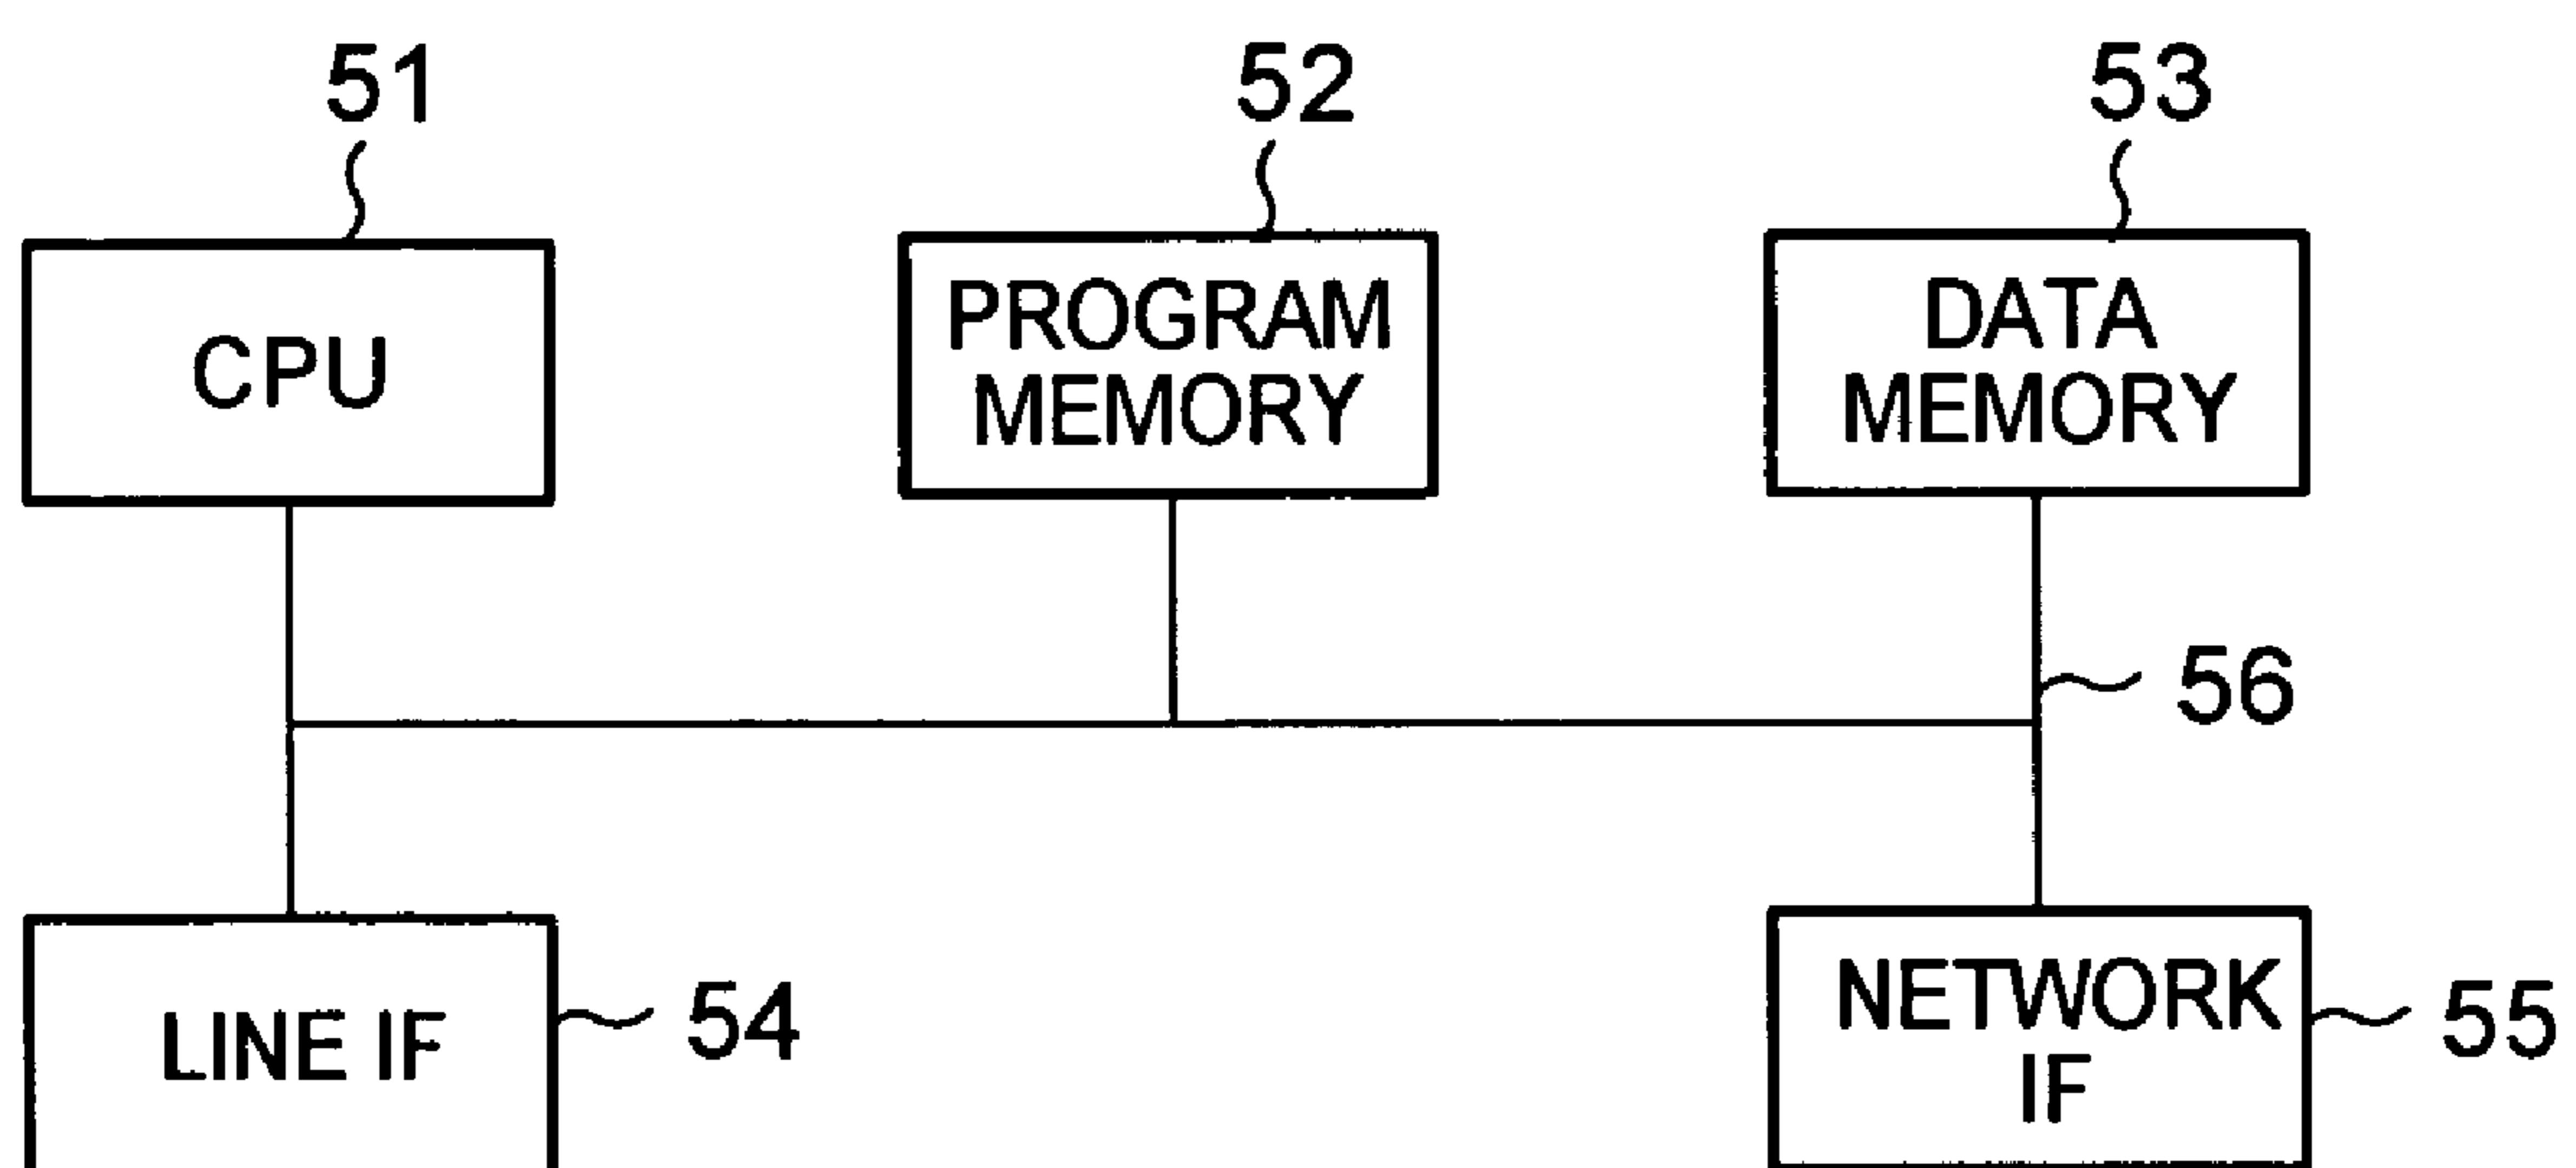 51
52
53
CPU
PROGRAM
MEMORY
DATA
MEMORY
56
LINE IF
54
NETWORK
IF
55